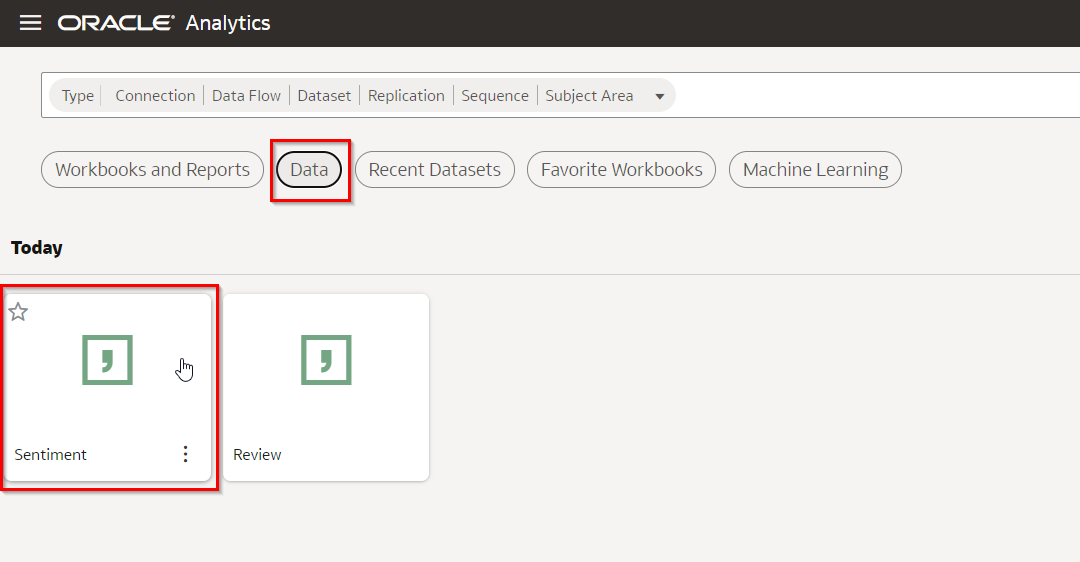 ORACLE Analytics
Type Connection Data Flow Dataset Replication Sequence Subject Area
Workbooks and Reports Data Recent Datasets Favorite Workbooks Machine Learning
Today
Sentiment Review